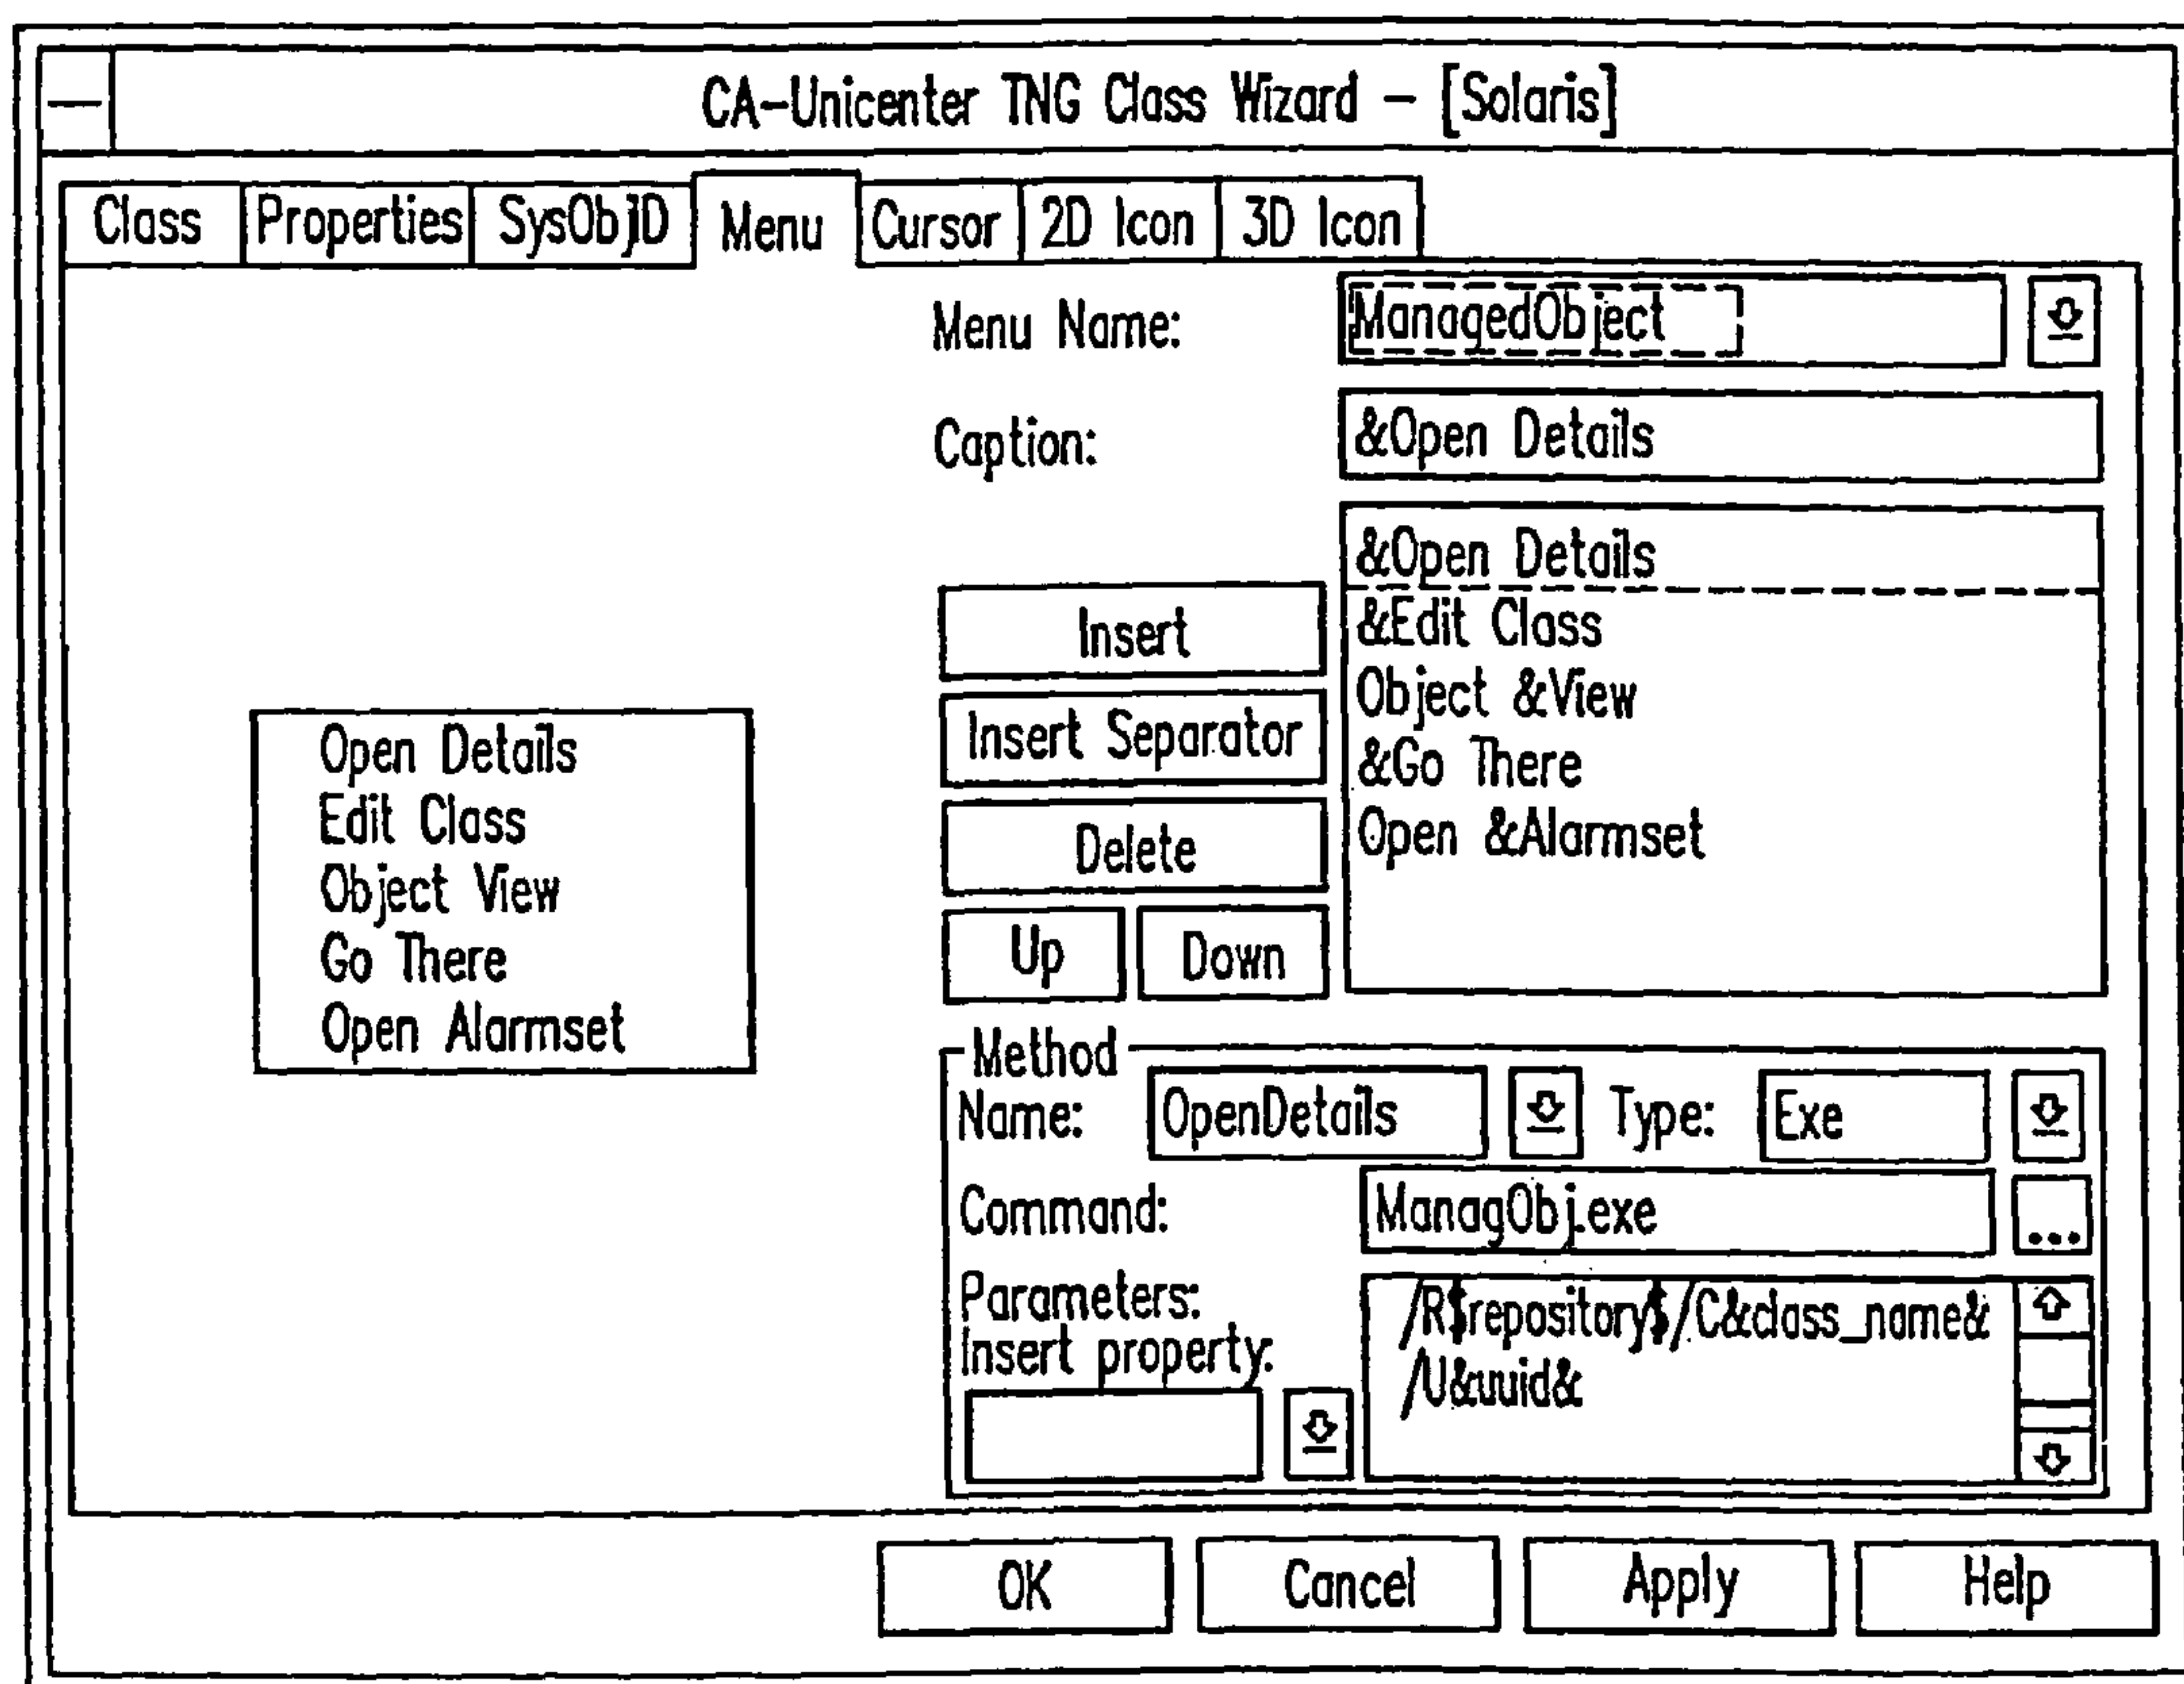 CA-Unicenter TNG Class Wizard - [Solaris]
Class Properties SysObjID Menu Cursor 2D Icon 3D Icon
Menu Name: ManagedObject
Caption: &Open Details
&Open Details
&Edit Class
Object &View
&Go There
Open &Alarmset
Insert
Insert Separator
Delete
Up Down
Open Details
Edit Class
Object View
Go There
Open Alarmset
Method
Name: OpenDetails Type: Exe
Command: ManagObj.exe ...
Parameters:
Insert property:
/R$repository$/C&class_name&
/U&uuid&
OK Cancel Apply Help